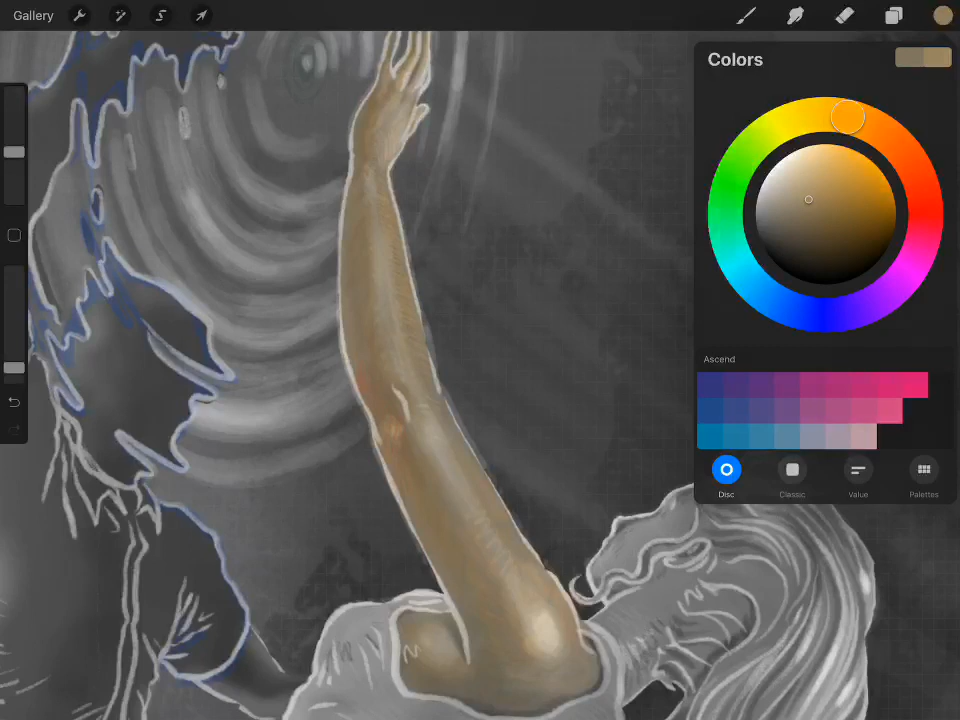 Gallery
Colors
Ascend
Disc
Classic
Value
Palettes